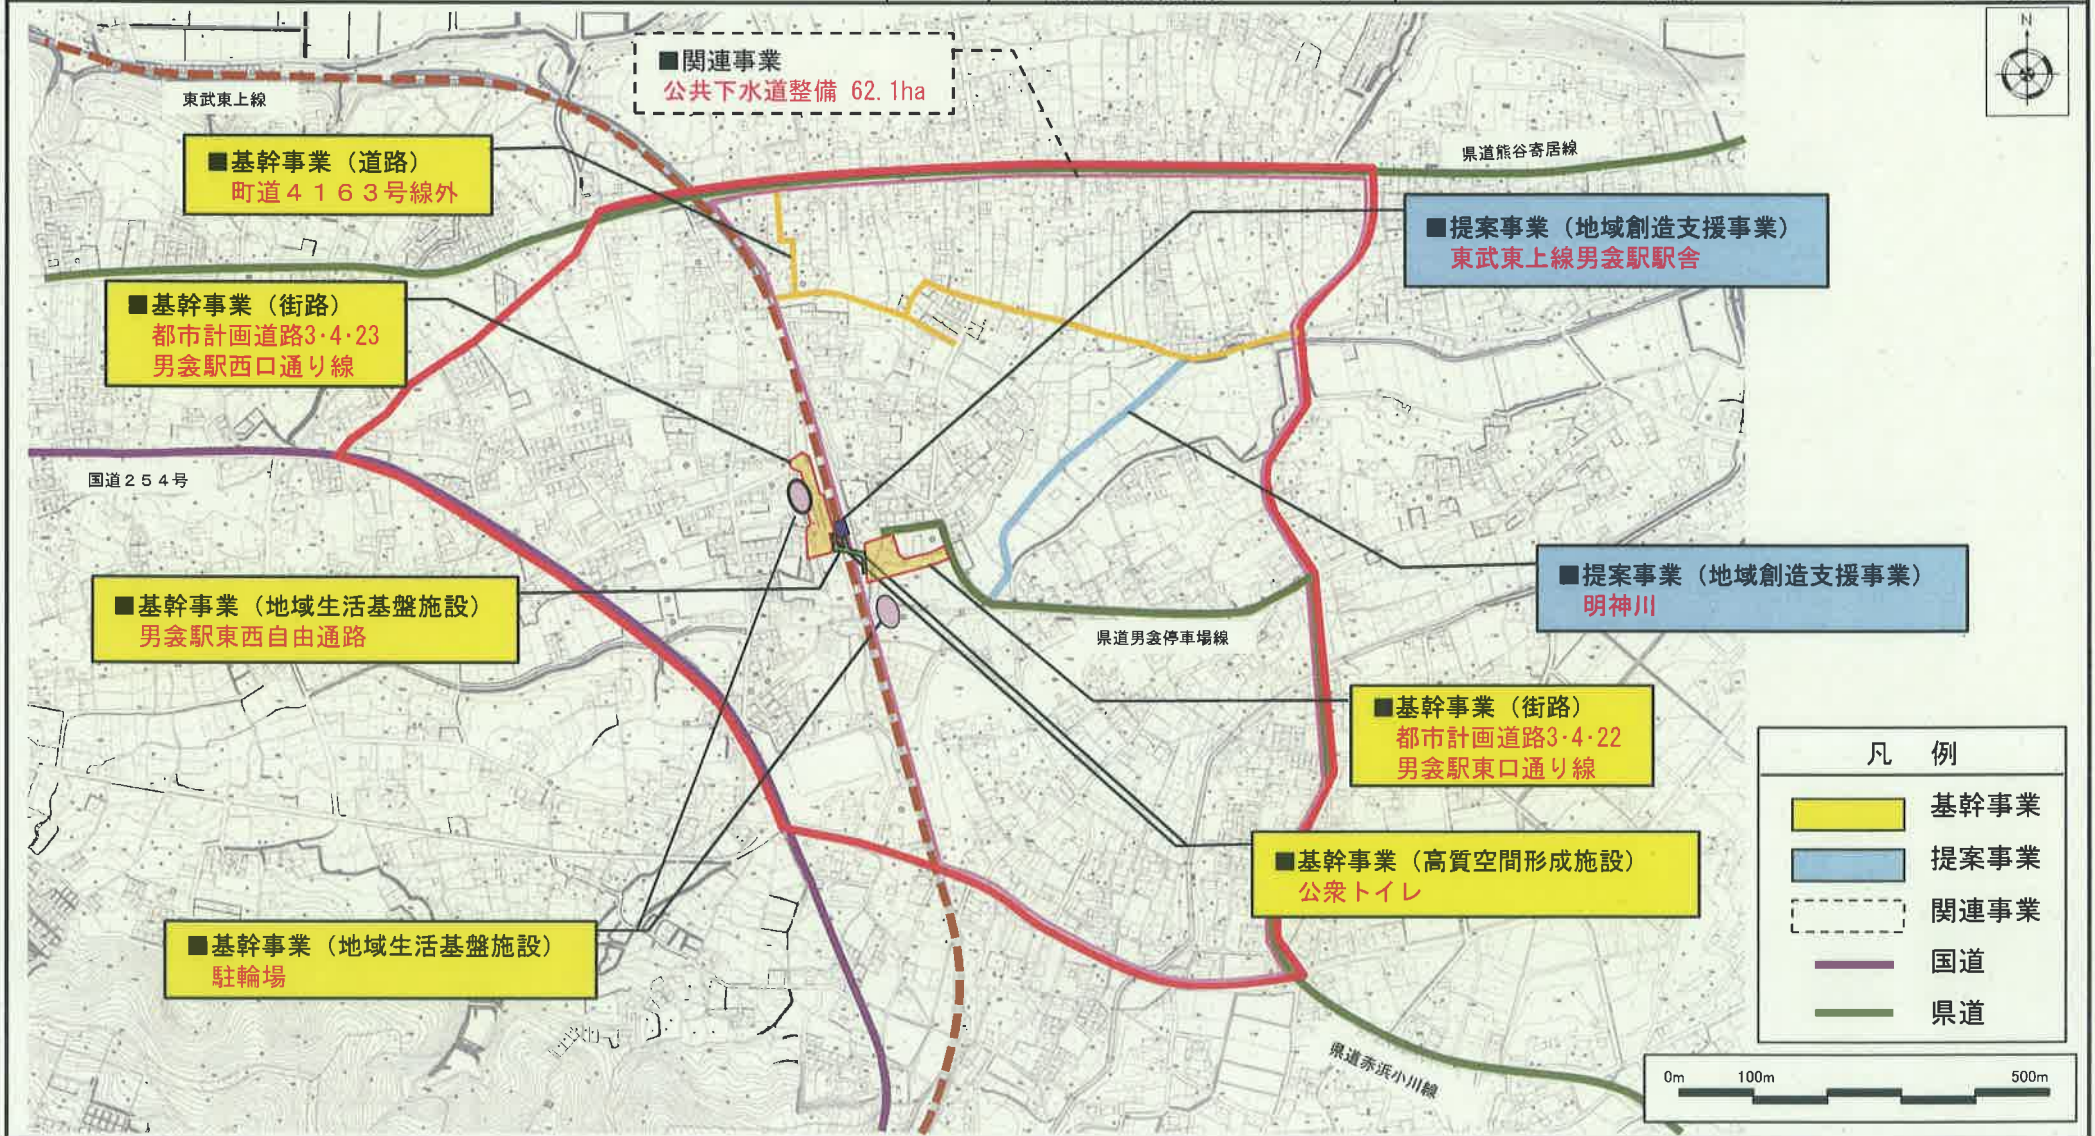 N
■関連事業
公共下水道整備 62.1ha
東武東上線
■基幹事業（道路）
町道４１６３号線外
県道熊谷寄居線
■提案事業（地域創造支援事業）
東武東上線男衾駅駅舎
■基幹事業（街路）
都市計画道路3・4・23
男衾駅西口通り線
国道２５４号
■提案事業（地域創造支援事業）
明神川
■基幹事業（地域生活基盤施設）
男衾駅東西自由通路
県道男衾停車場線
■基幹事業（街路）
都市計画道路3・4・22
男衾駅東口通り線
■基幹事業（高質空間形成施設）
公衆トイレ
■基幹事業（地域生活基盤施設）
駐輪場
県道赤浜小川線
凡　例
基幹事業
提案事業
関連事業
国道
県道
0m 100m 500m